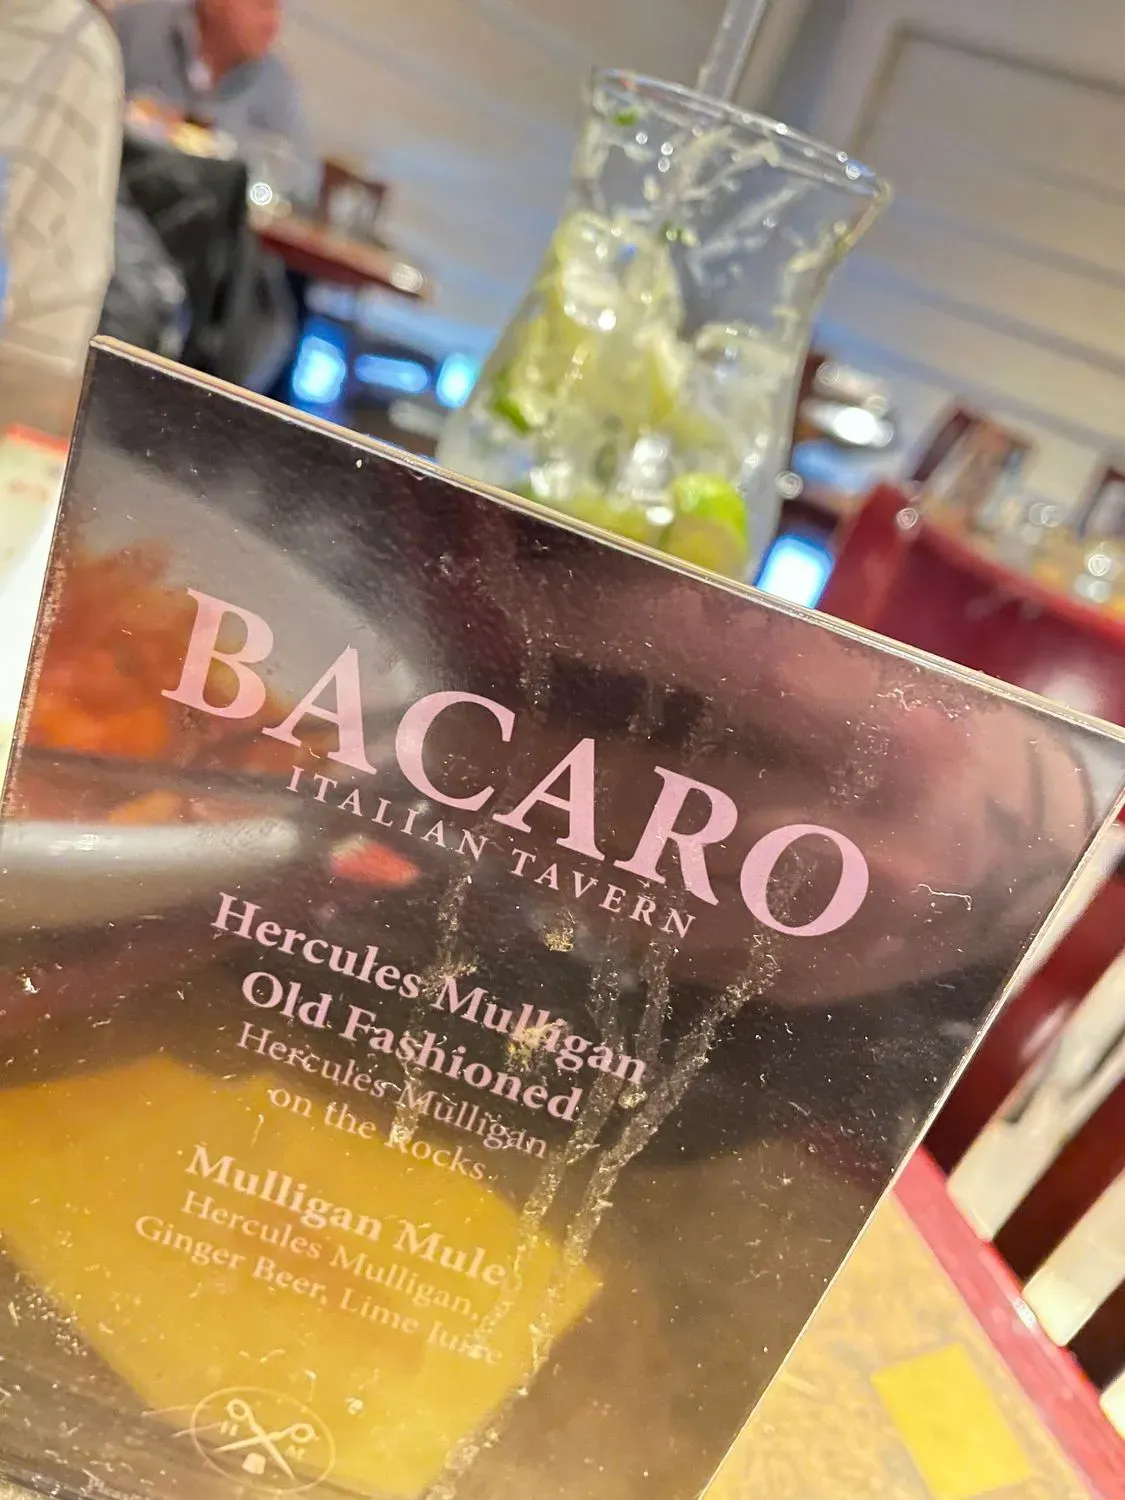 BACARO
ITALIAN TAVERN
Hercules Mulligan
Old Fashioned
Hercules Mulligan
on the Rocks
Mulligan Mule
Hercules Mulligan,
Ginger Beer, Lime Juice
H M